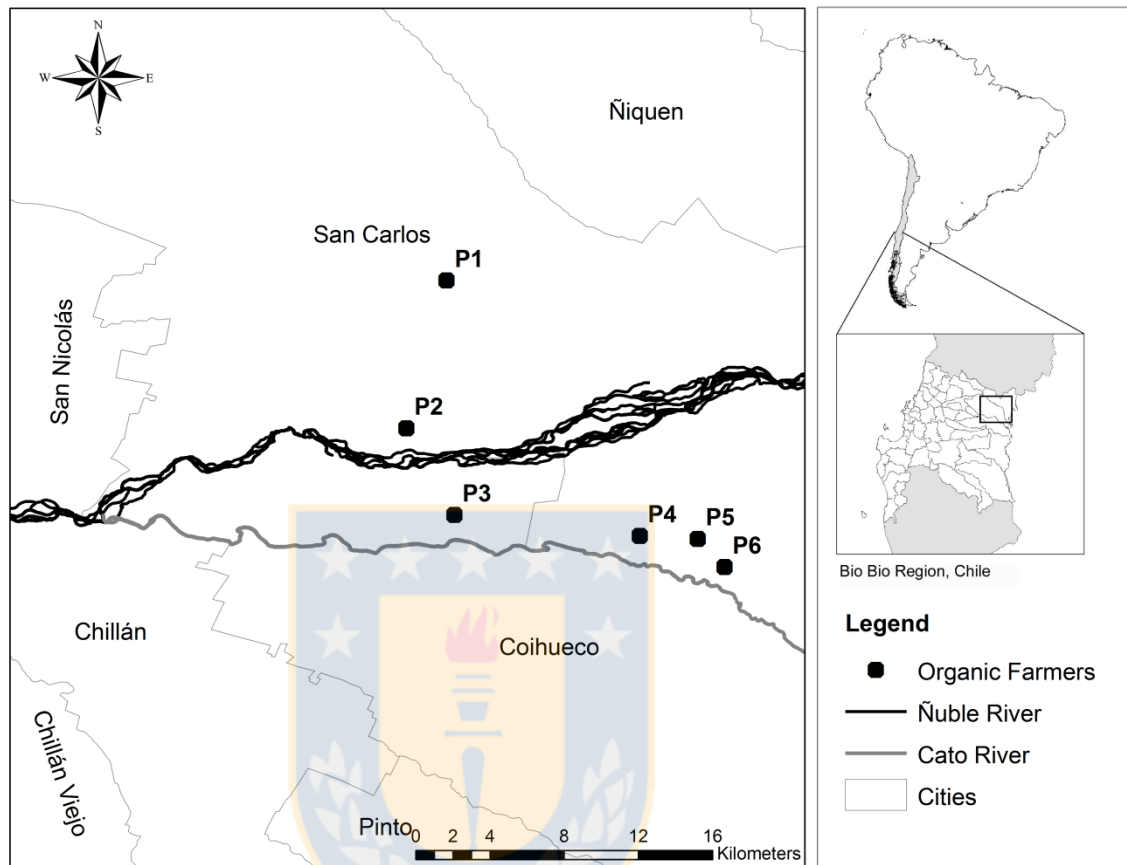 N
W E
S
Ñiquen
San Carlos
P1
San Nicolás
P2
P3
P4
P5
P6
Chillán
Coihueco
Chillán Viejo
Pinto
0 2 4 8 12 16
Kilometers
Bio Bio Region, Chile
Legend
Organic Farmers
Ñuble River
Cato River
Cities